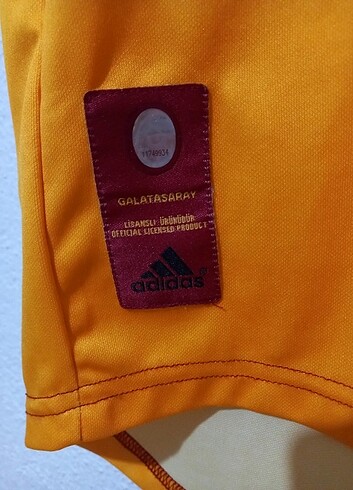 GALATASARAY
LİSANSLI ÜRÜNÜDÜR
OFFICIAL LICENSED PRODUCT
adidas